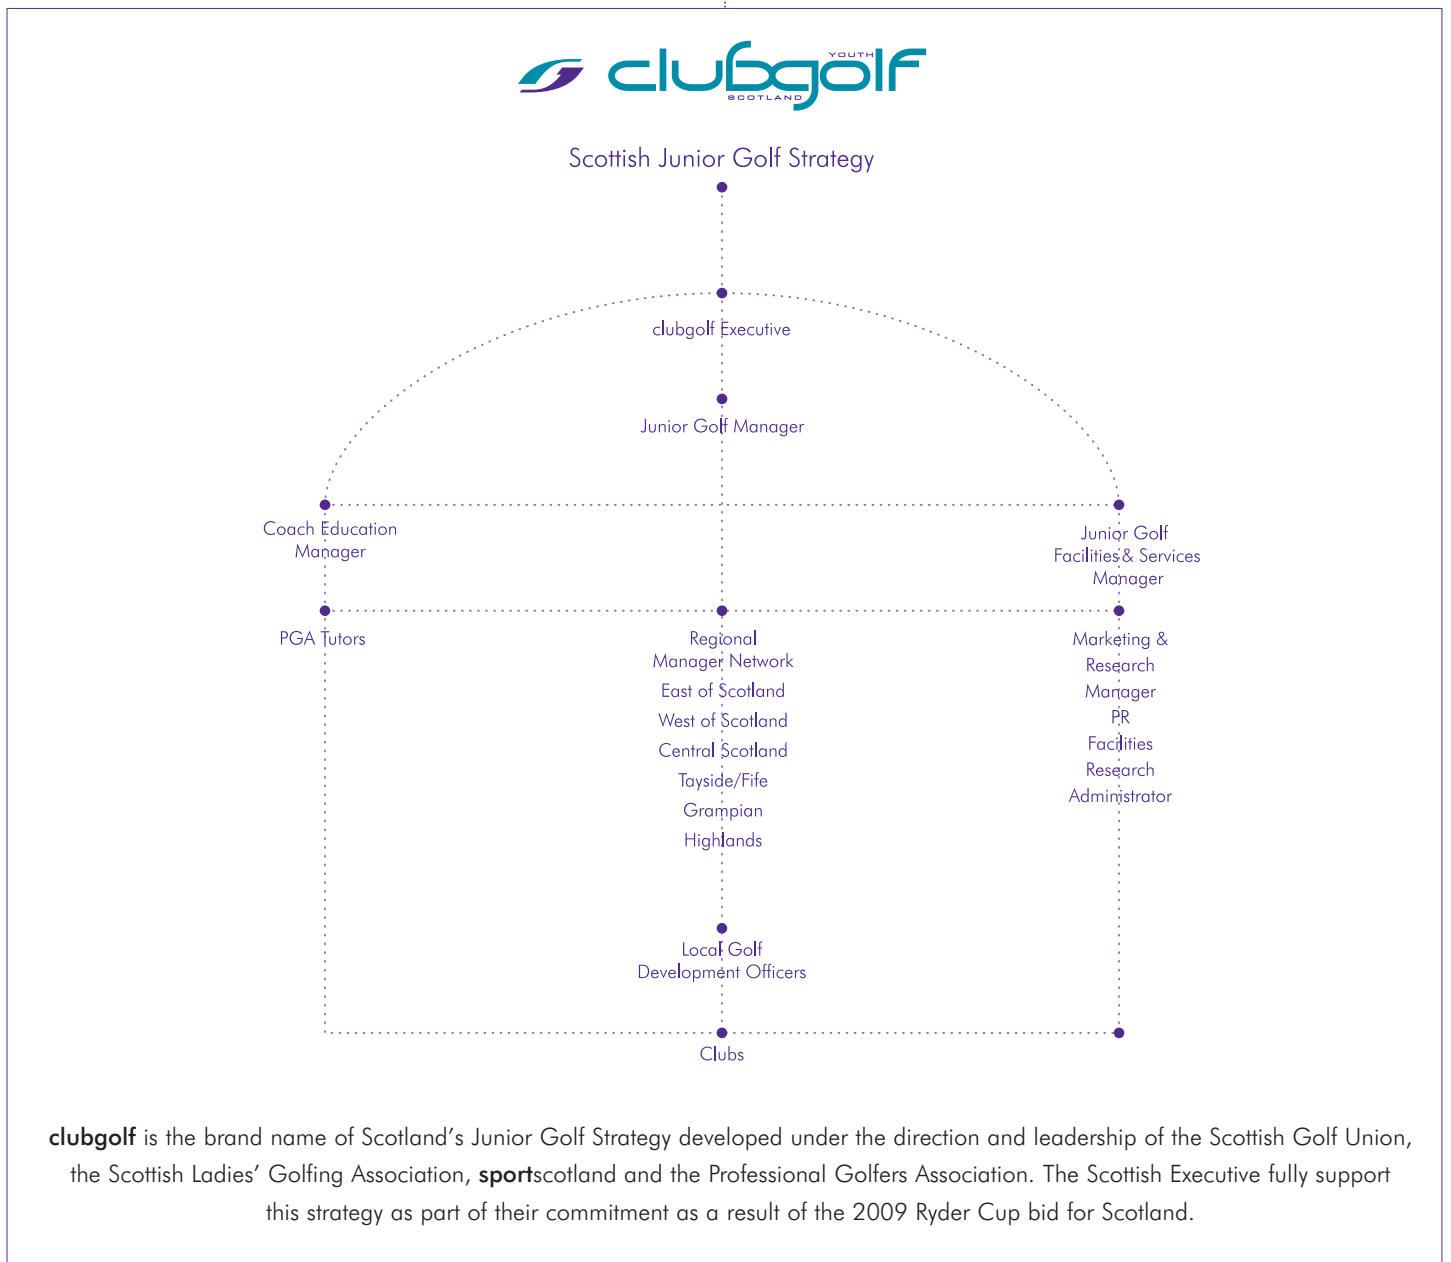 clubgolf
YOUTH
SCOTLAND
Scottish Junior Golf Strategy
clubgolf Executive
Junior Golf Manager
Coach Education
Manager
Junior Golf
Facilities & Services
Manager
PGA Tutors
Regional
Manager Network
East of Scotland
West of Scotland
Central Scotland
Tayside/Fife
Grampian
Highlands
Marketing &
Research
Manager
PR
Facilities
Research
Administrator
Local Golf
Development Officers
Clubs
clubgolf is the brand name of Scotland’s Junior Golf Strategy developed under the direction and leadership of the Scottish Golf Union,
the Scottish Ladies’ Golfing Association, sportscotland and the Professional Golfers Association. The Scottish Executive fully support
this strategy as part of their commitment as a result of the 2009 Ryder Cup bid for Scotland.